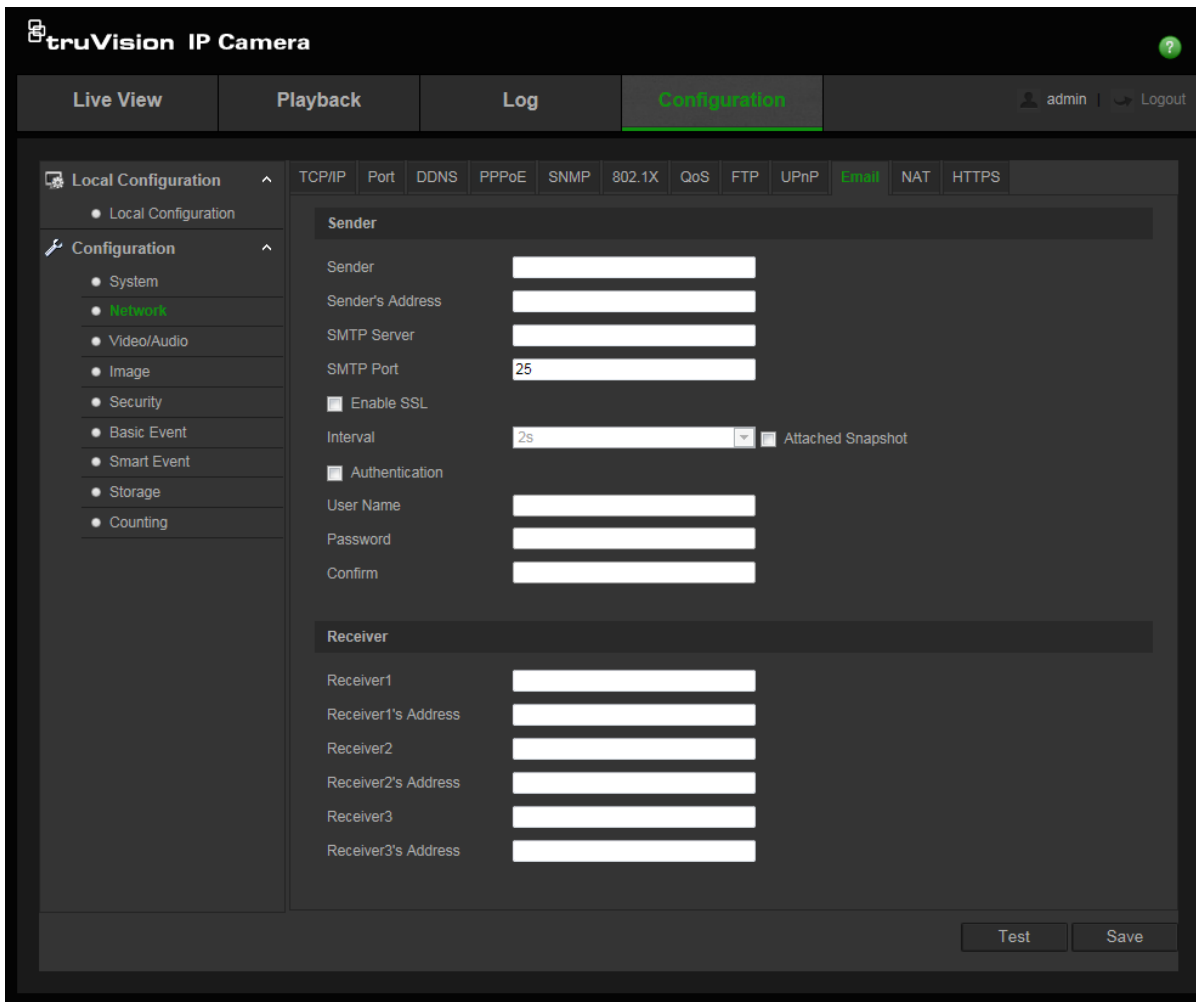 truVision IP Camera
?
Live View Playback Log Configuration admin | Logout
Local Configuration
Local Configuration
Configuration
System
Network
Video/Audio
Image
Security
Basic Event
Smart Event
Storage
Counting
TCP/IP Port DDNS PPPoE SNMP 802.1X QoS FTP UPnP Email NAT HTTPS
Sender
Sender
Sender's Address
SMTP Server
SMTP Port 25
Enable SSL
Interval 2s Attached Snapshot
Authentication
User Name
Password
Confirm
Receiver
Receiver1
Receiver1's Address
Receiver2
Receiver2's Address
Receiver3
Receiver3's Address
Test Save